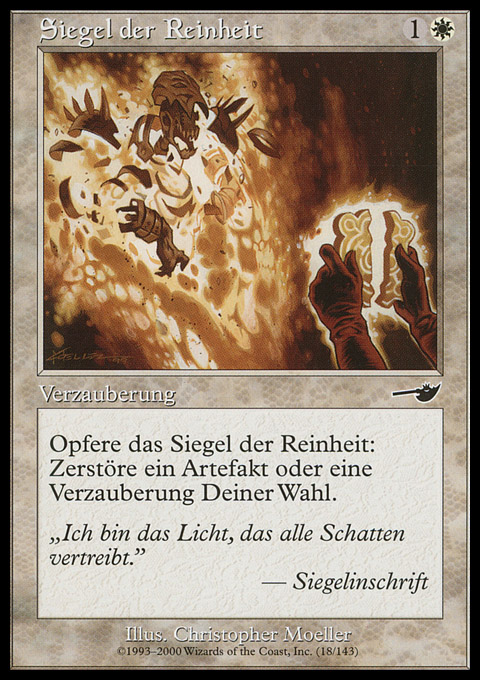 Siegel der Reinheit 1
Verzauberung
Opfere das Siegel der Reinheit:
Zerstöre ein Artefakt oder eine
Verzauberung Deiner Wahl.
„Ich bin das Licht, das alle Schatten
vertreibt.”
— Siegelinschrift
Illus. Christopher Moeller
©1993–2000 Wizards of the Coast, Inc. (18/143)